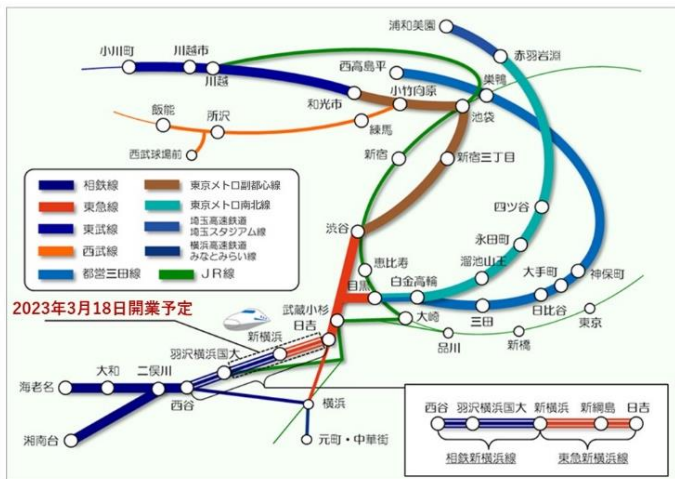 浦和美園
小川町
川越市
川越
西高島平
赤羽岩淵
巣鴨
小竹向原
和光市
池袋
飯能
所沢
練馬
西武球場前
新宿
新宿三丁目
相鉄線
東急線
東武線
西武線
都営三田線
東京メトロ副都心線
東京メトロ南北線
埼玉高速鉄道
埼玉スタジアム線
横浜高速鉄道
みなとみらい線
JR線
四ツ谷
渋谷
永田町
恵比寿
溜池山王
目黒
白金高輪
大手町
神保町
日比谷
三田
大崎
東京
品川
新橋
2023年3月18日開業予定
武蔵小杉
日吉
新横浜
羽沢横浜国大
二俣川
大和
海老名
西谷
横浜
湘南台
元町・中華街
西谷
羽沢横浜国大
新横浜
新綱島
日吉
相鉄新横浜線
東急新横浜線